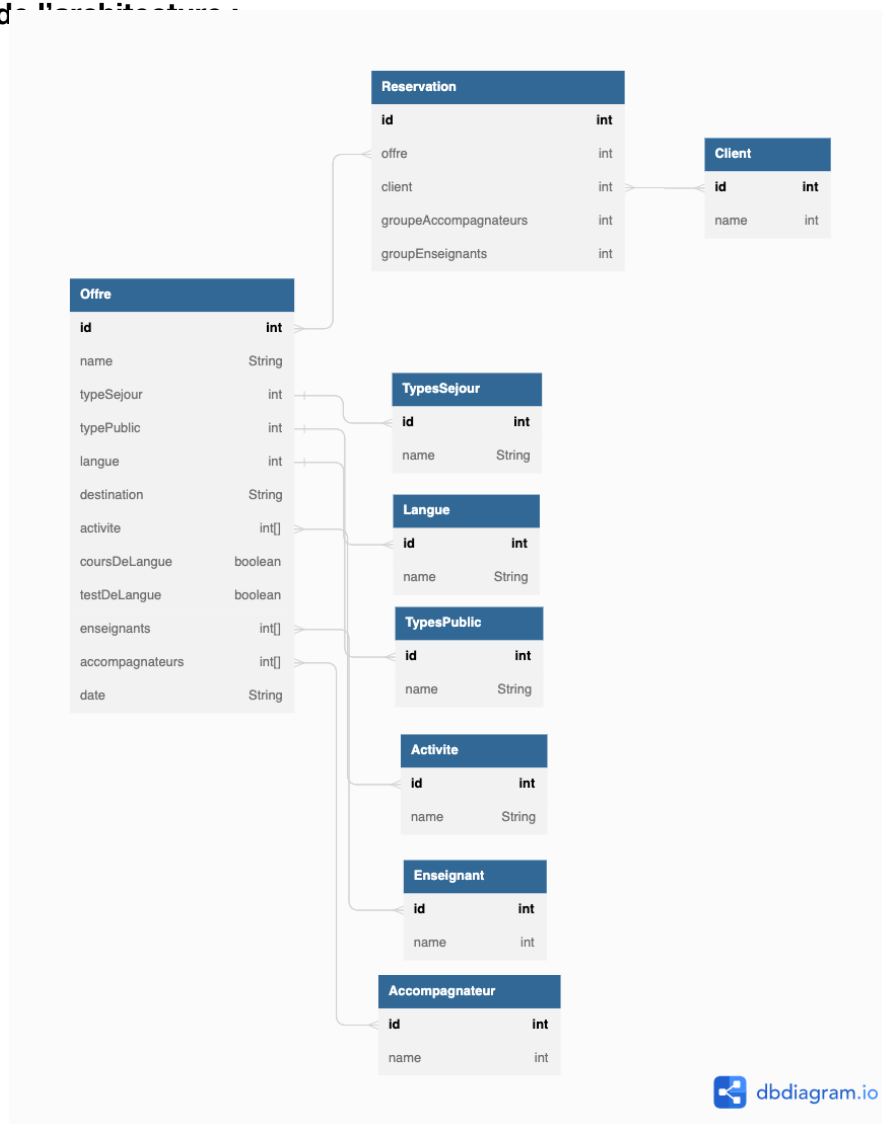 de l'architecture :
Reservation
id int
offre int
client int
groupeAccompagnateurs int
groupEnseignants int
Client
id int
name int
Offre
id int
name String
typeSejour int
typePublic int
langue int
destination String
activite int[]
coursDeLangue boolean
testDeLangue boolean
enseignants int[]
accompagnateurs int[]
date String
TypesSejour
id int
name String
Langue
id int
name String
TypesPublic
id int
name String
Activite
id int
name String
Enseignant
id int
name int
Accompagnateur
id int
name int
dbdiagram.io